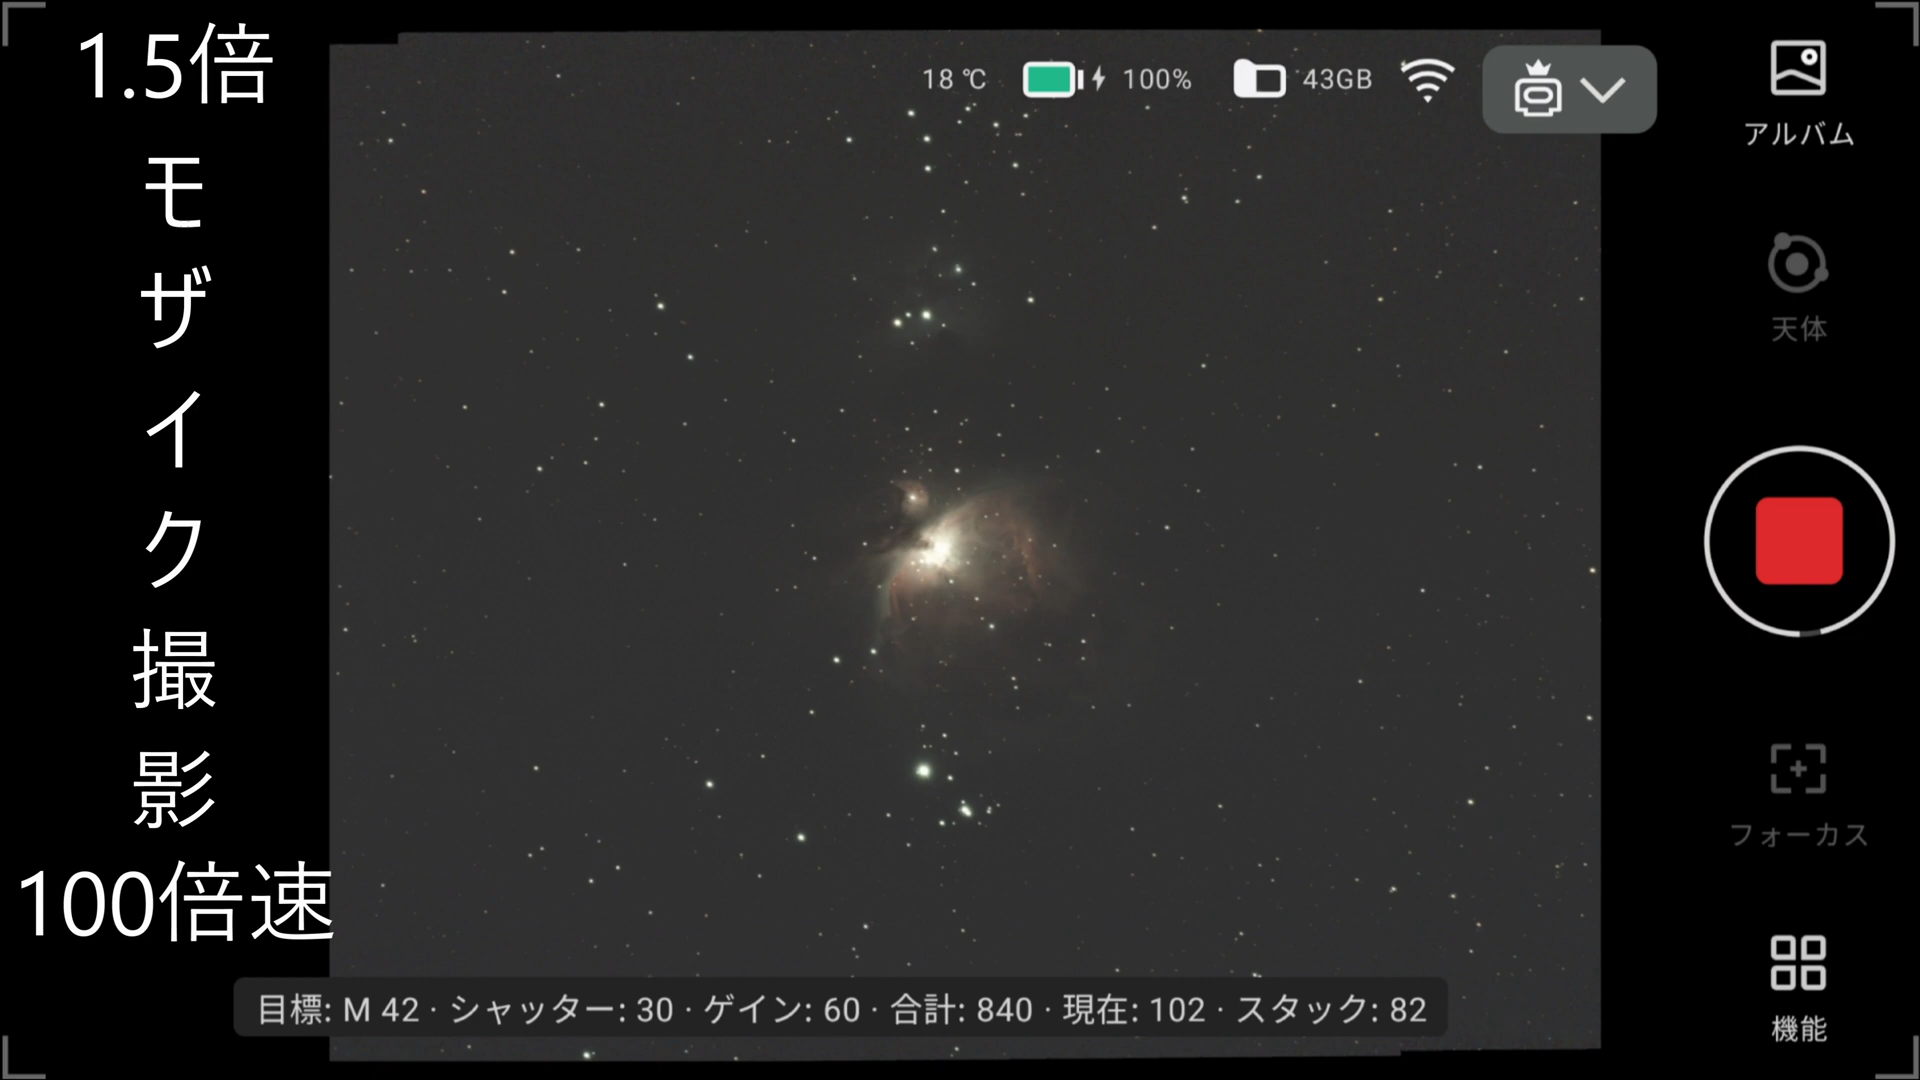 1.5倍
モザイク撮影
100倍速
18 ℃ 100% 43GB
アルバム
天体
フォーカス
機能
目標: M 42 · シャッター: 30 · ゲイン: 60 · 合計: 840 · 現在: 102 · スタック: 82